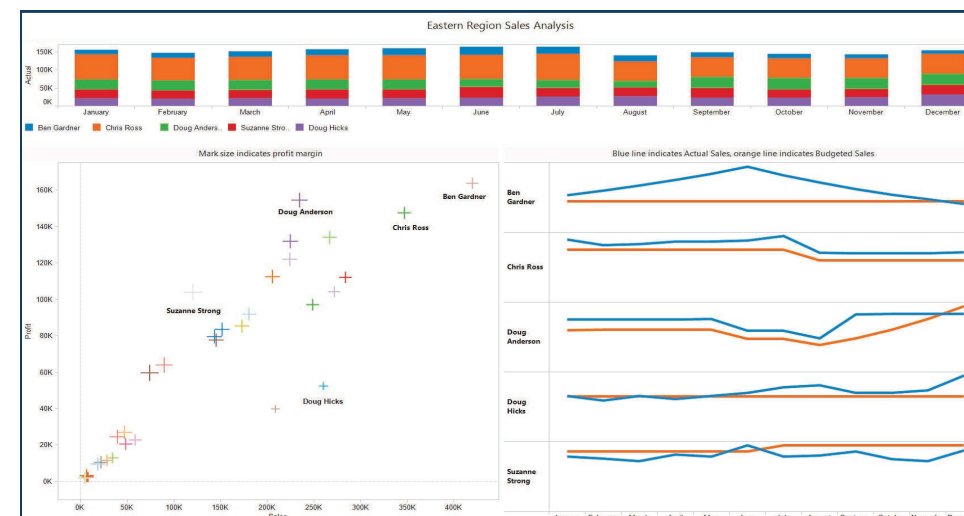 Eastern Region Sales Analysis
Actual
150K
100K
50K
0K
January February March April May June July August September October November December
Ben Gardner Chris Ross Doug Anders.. Suzanne Stro.. Doug Hicks
Mark size indicates profit margin
Profit
160K
140K
120K
100K
80K
60K
40K
20K
0K
Ben Gardner
Doug Anderson
Chris Ross
Suzanne Strong
Doug Hicks
0K 50K 100K 150K 200K 250K 300K 350K 400K
Blue line indicates Actual Sales, orange line indicates Budgeted Sales
Ben
Gardner
Chris Ross
Doug
Anderson
Doug
Hicks
Suzanne
Strong